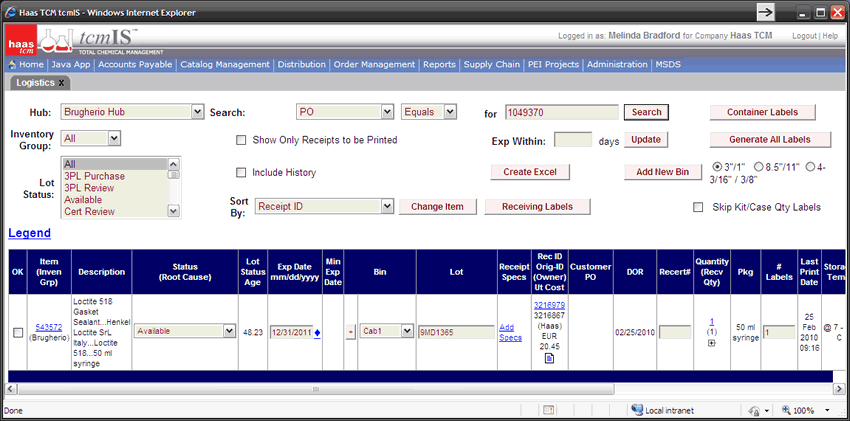 Haas TCM tcmIS - Windows Internet Explorer
haas tcm
tcmIS™
TOTAL CHEMICAL MANAGEMENT
Logged in as: Melinda Bradford for Company Haas TCM
Logout | Help
Home | Java App | Accounts Payable | Catalog Management | Distribution | Order Management | Reports | Supply Chain | PEI Projects | Administration | MSDS
Logistics X
Hub: Brugherio Hub Search: PO Equals for 1049370 Search Container Labels
Inventory Group: All Show Only Receipts to be Printed Exp Within: days Update Generate All Labels
Lot Status:
All
3PL Purchase
3PL Review
Available
Cert Review
Include History Create Excel Add New Bin 3"/1" 8.5"/11" 4-3/16" / 3/8"
Sort By: Receipt ID Change Item Receiving Labels Skip Kit/Case Qty Labels
Legend
OK
Item (Inven Grp)
Description
Status (Root Cause)
Lot Status Age
Exp Date mm/dd/yyyy
Min Exp Date
Bin
Lot
Receipt Specs
Rec ID Orig-ID (Owner) Ut Cost
Customer PO
DOR
Recert#
Quantity (Recv Qty)
Pkg
# Labels
Last Print Date
Storag Tem
543572 (Brugherio)
Loctite 518 Gasket Sealant...Henkel Loctite SrL Italy...Loctite 518...50 ml syringe
Available
48.23
12/31/2011
+
Cab1
9MD1365
Add Specs
3216979
3216867 (Haas) EUR 20.45
02/25/2010
1 (1)
50 ml syringe
1
25 Feb 2010 09:16
@ 7 - C
Done
Local intranet
100%